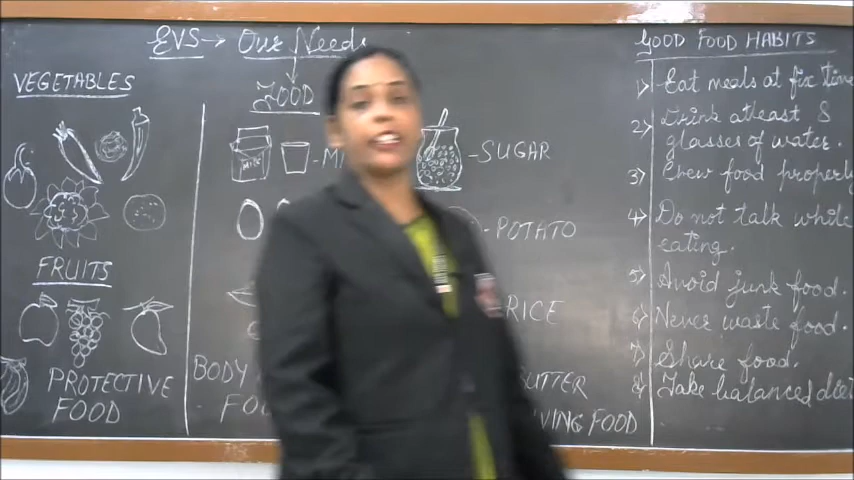 EVS → Our Needs
FOOD
VEGETABLES
FRUITS
PROTECTIVE
FOOD
MILK
BODY
SUGAR
POTATO
RICE
FOOD
GOOD FOOD HABITS
1> Eat meals at fix time
2> Drink atleast 8
glasses of water.
3> Chew food properly
4> Do not talk while
eating.
5> Avoid junk food.
6> Never waste food.
7> Share food.
8> Take balanced diet